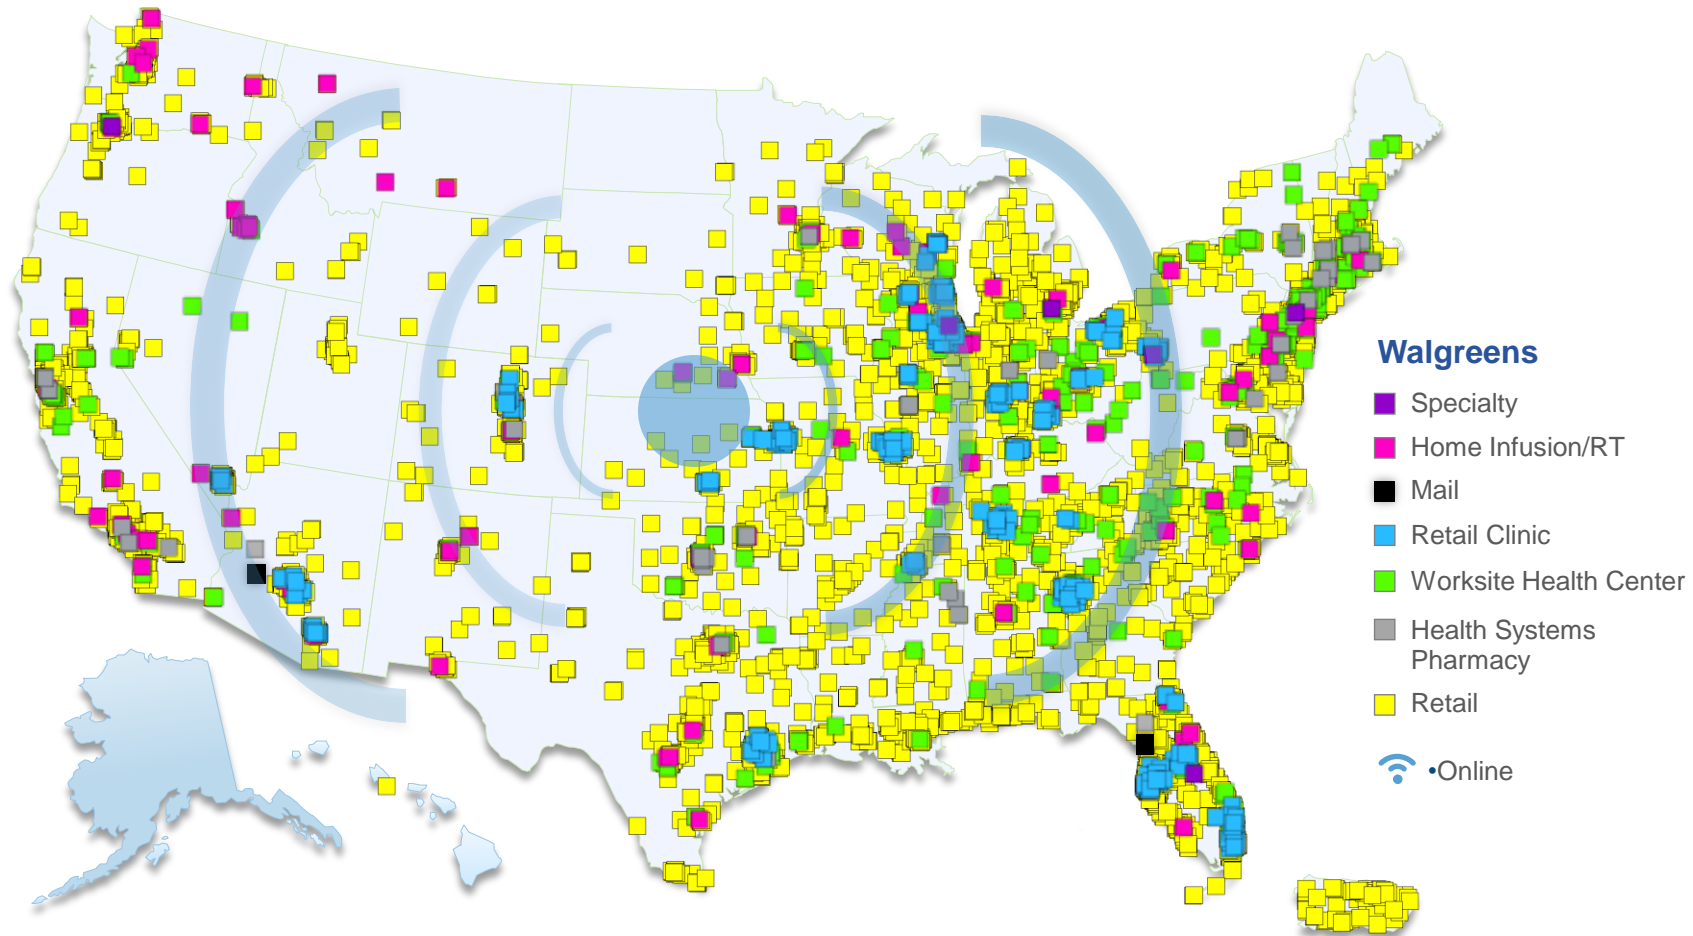 Walgreens
Specialty
Home Infusion/RT
Mail
Retail Clinic
Worksite Health Center
Health Systems
Pharmacy
Retail
•Online